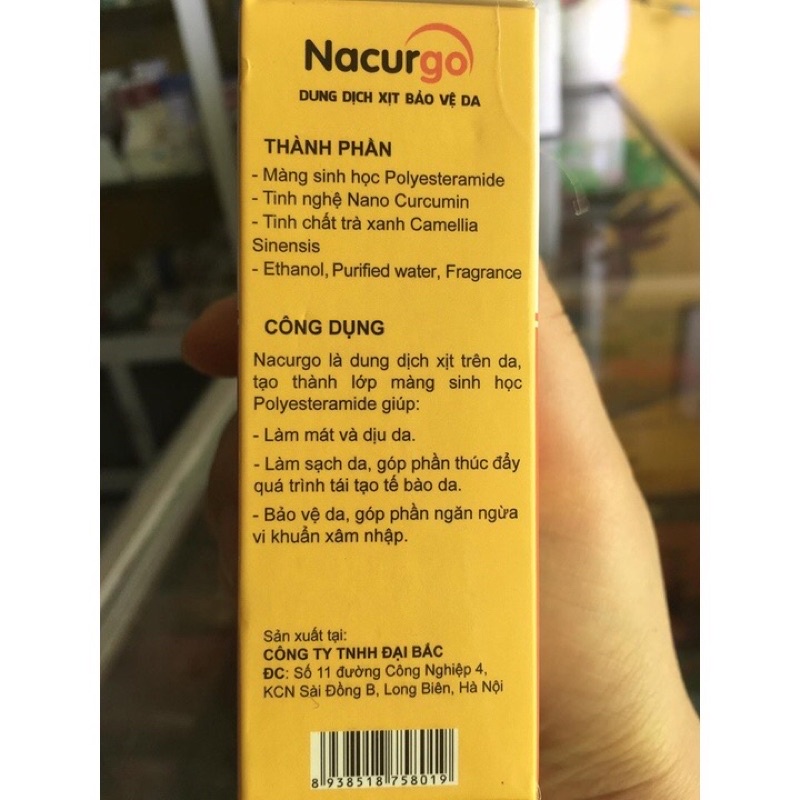 Nacurgo
DUNG DỊCH XỊT BẢO VỆ DA
THÀNH PHẦN
- Màng sinh học Polyesteramide
- Tinh nghệ Nano Curcumin
- Tinh chất trà xanh Camellia
Sinensis
- Ethanol, Purified water, Fragrance
CÔNG DỤNG
Nacurgo là dung dịch xịt trên da,
tạo thành lớp màng sinh học
Polyesteramide giúp:
- Làm mát và dịu da.
- Làm sạch da, góp phần thúc đẩy
quá trình tái tạo tế bào da.
- Bảo vệ da, góp phần ngăn ngừa
vi khuẩn xâm nhập.
Sản xuất tại:
CÔNG TY TNHH ĐẠI BẮC
ĐC: Số 11 đường Công Nghiệp 4,
KCN Sài Đồng B, Long Biên, Hà Nội
8 938518 758019